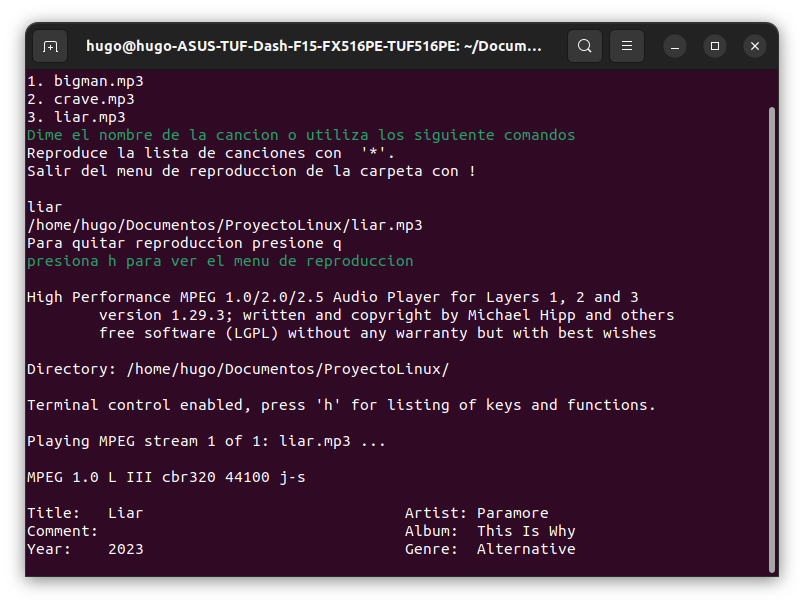 hugo@hugo-ASUS-TUF-Dash-F15-FX516PE-TUF516PE: ~/Docum...
1. bigman.mp3
2. crave.mp3
3. liar.mp3
Dime el nombre de la cancion o utiliza los siguiente comandos
Reproduce la lista de canciones con  '*'.
Salir del menu de reproduccion de la carpeta con !
liar
/home/hugo/Documentos/ProyectoLinux/liar.mp3
Para quitar reproduccion presione q
presiona h para ver el menu de reproduccion
High Performance MPEG 1.0/2.0/2.5 Audio Player for Layers 1, 2 and 3
version 1.29.3; written and copyright by Michael Hipp and others
free software (LGPL) without any warranty but with best wishes
Directory: /home/hugo/Documentos/ProyectoLinux/
Terminal control enabled, press 'h' for listing of keys and functions.
Playing MPEG stream 1 of 1: liar.mp3 ...
MPEG 1.0 L III cbr320 44100 j-s
Title:   Liar                             Artist: Paramore
Comment:                                  Album:  This Is Why
Year:    2023                             Genre:  Alternative